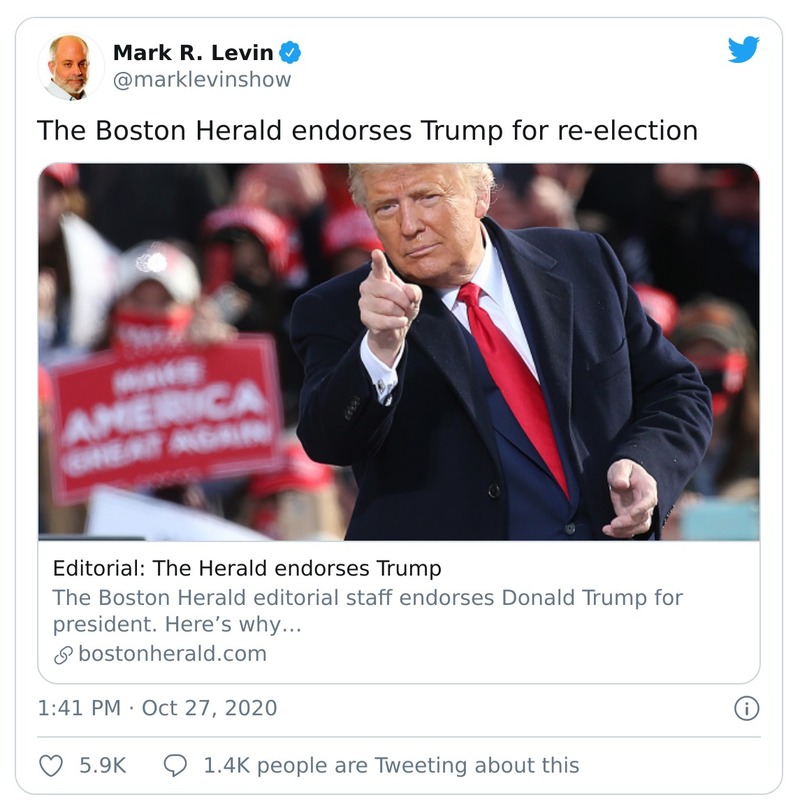 Mark R. Levin
@marklevinshow
The Boston Herald endorses Trump for re-election
MAKE
AMERICA
GREAT AGAIN
Editorial: The Herald endorses Trump
The Boston Herald editorial staff endorses Donald Trump for
president. Here’s why...
bostonherald.com
1:41 PM · Oct 27, 2020
5.9K
1.4K people are Tweeting about this